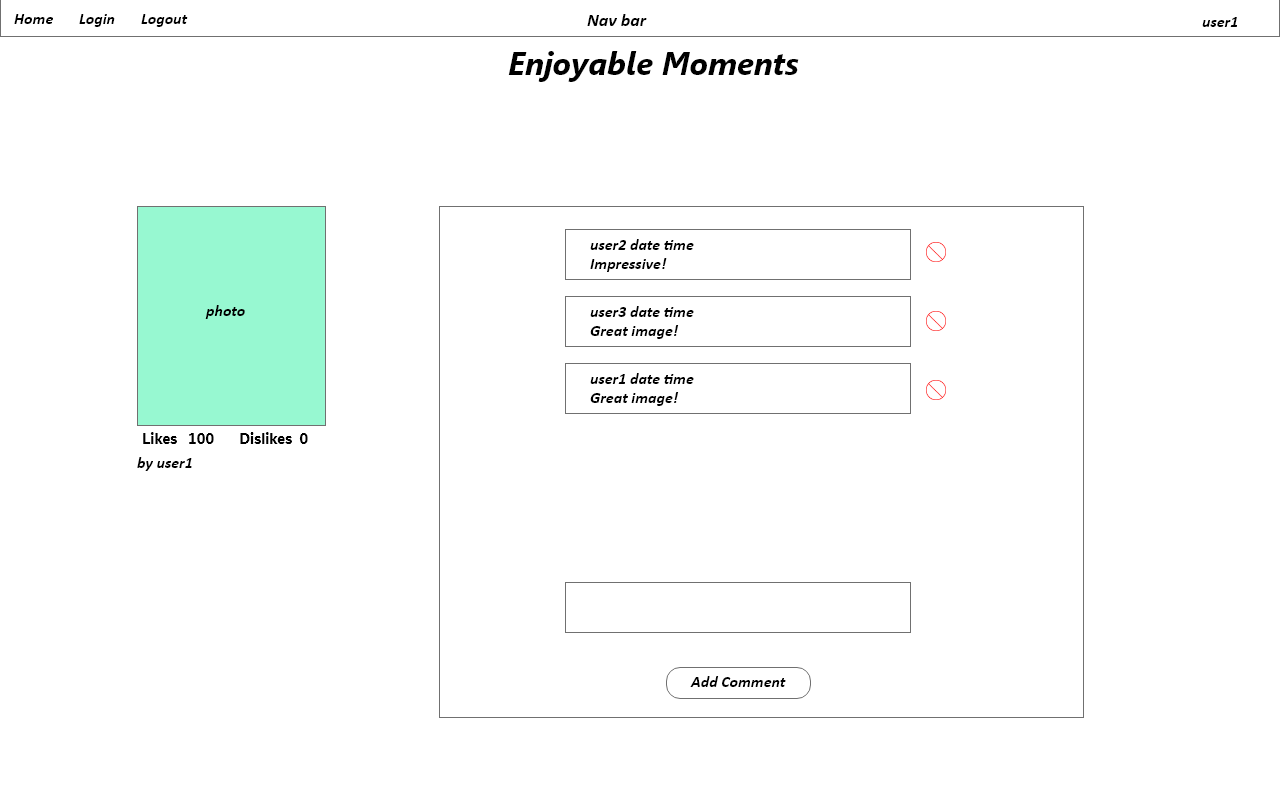 Home Login Logout Nav bar user1
Enjoyable Moments
photo
Likes 100 Dislikes 0
by user1
user2 date time
Impressive!
user3 date time
Great image!
user1 date time
Great image!
Add Comment